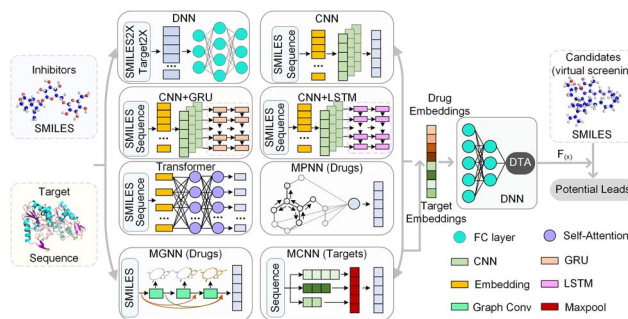 DNN
SMILES2X
Target2X
CNN
SMILES
Sequence
Inhibitors
SMILES
CNN+GRU
SMILES
Sequence
CNN+LSTM
SMILES
Sequence
Target
Sequence
Transformer
SMILES
Sequence
MPNN (Drugs)
MGNN (Drugs)
SMILES
MCNN (Targets)
Sequence
Drug
Embeddings
Target
Embeddings
DTA
DNN
Candidates
(virtual screening)
SMILES
F(x)
Potential Leads
FC layer
Self-Attention
CNN
GRU
Embedding
LSTM
Graph Conv
Maxpool